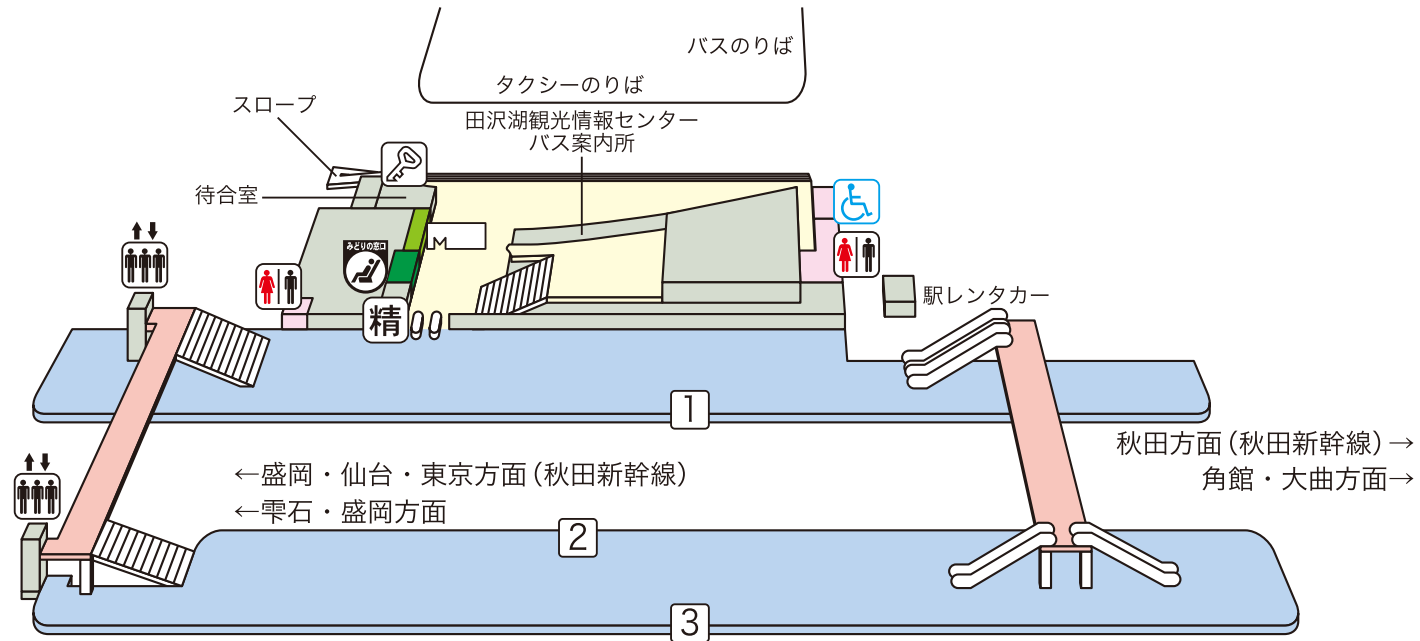 バスのりば
タクシーのりば
スロープ
田沢湖観光情報センター
バス案内所
待合室
みどりの窓口
M
精
駅レンタカー
1
秋田方面(秋田新幹線)→
角館・大曲方面→
←盛岡・仙台・東京方面(秋田新幹線)
←雫石・盛岡方面
2
3